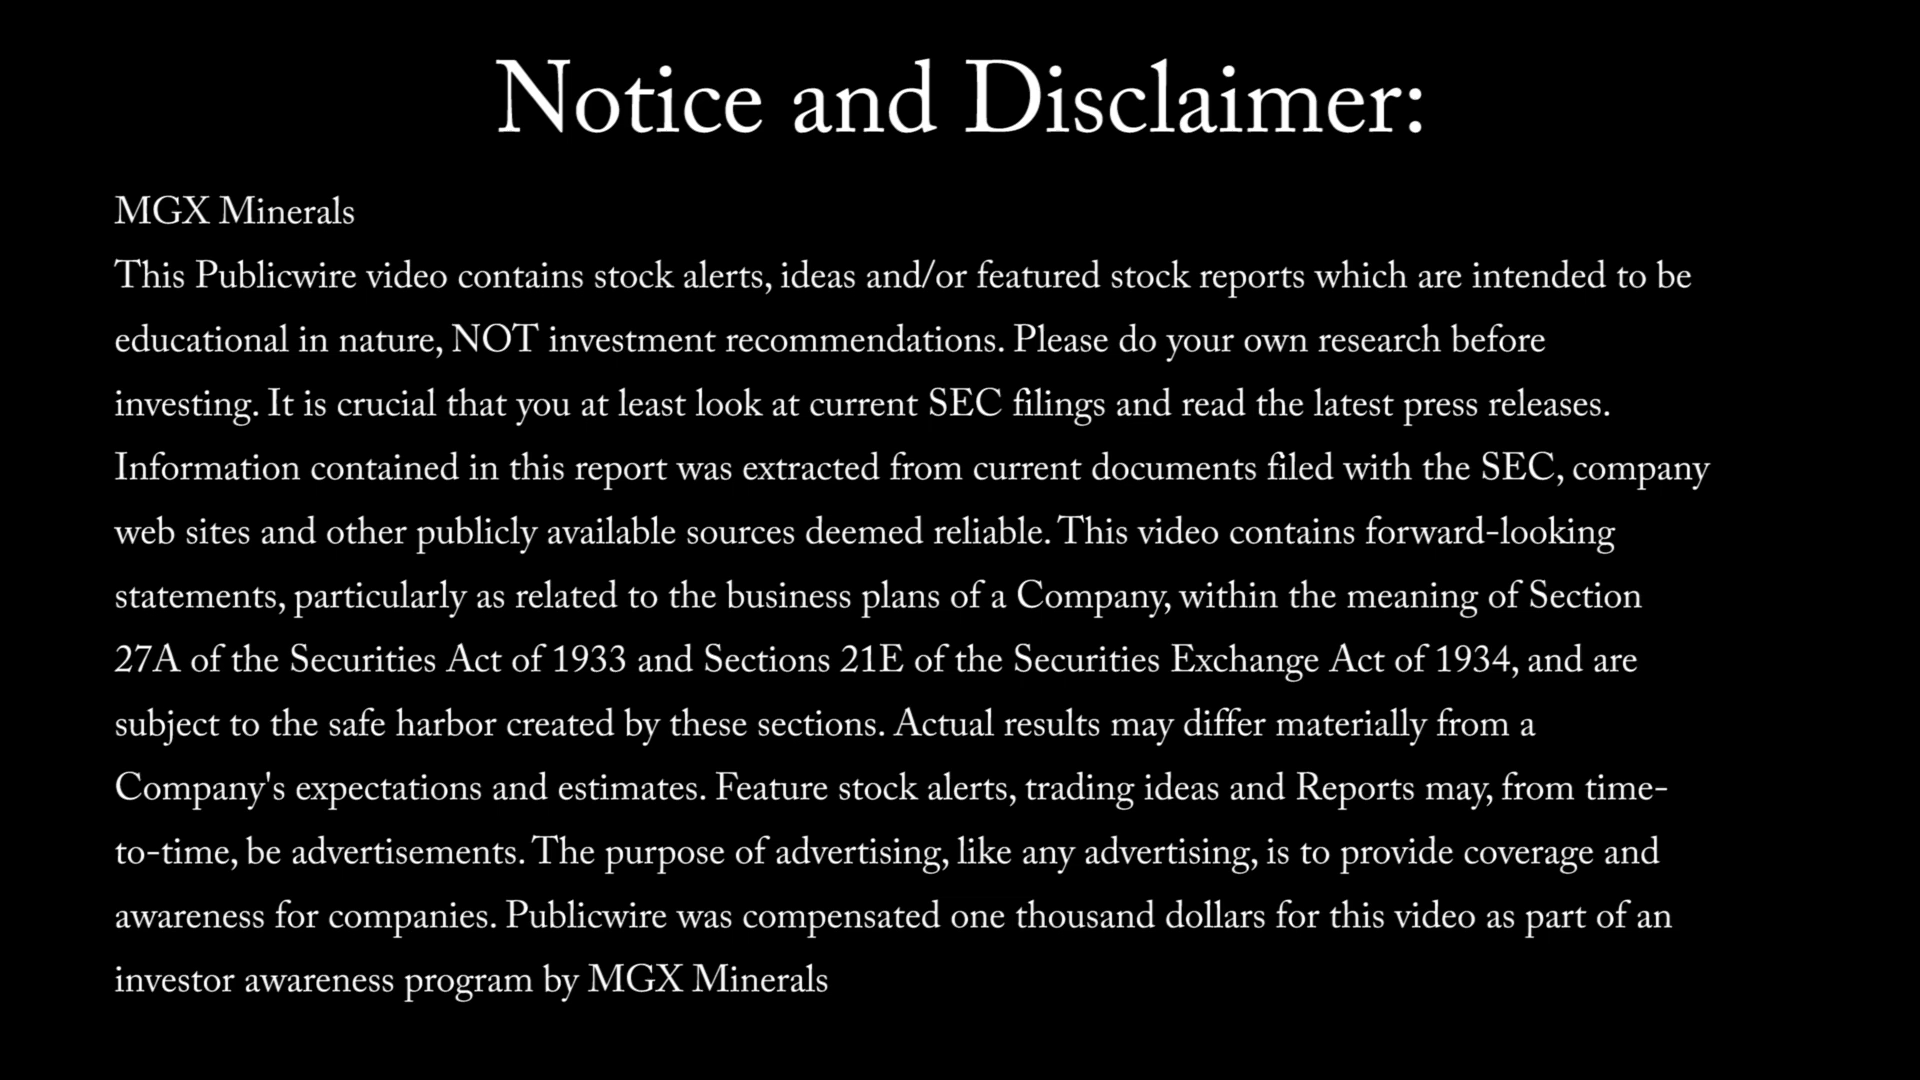 Notice and Disclaimer:
MGX Minerals
This Publicwire video contains stock alerts, ideas and/or featured stock reports which are intended to be
educational in nature, NOT investment recommendations. Please do your own research before
investing. It is crucial that you at least look at current SEC filings and read the latest press releases.
Information contained in this report was extracted from current documents filed with the SEC, company
web sites and other publicly available sources deemed reliable. This video contains forward-looking
statements, particularly as related to the business plans of a Company, within the meaning of Section
27A of the Securities Act of 1933 and Sections 21E of the Securities Exchange Act of 1934, and are
subject to the safe harbor created by these sections. Actual results may differ materially from a
Company's expectations and estimates. Feature stock alerts, trading ideas and Reports may, from time-
to-time, be advertisements. The purpose of advertising, like any advertising, is to provide coverage and
awareness for companies. Publicwire was compensated one thousand dollars for this video as part of an
investor awareness program by MGX Minerals